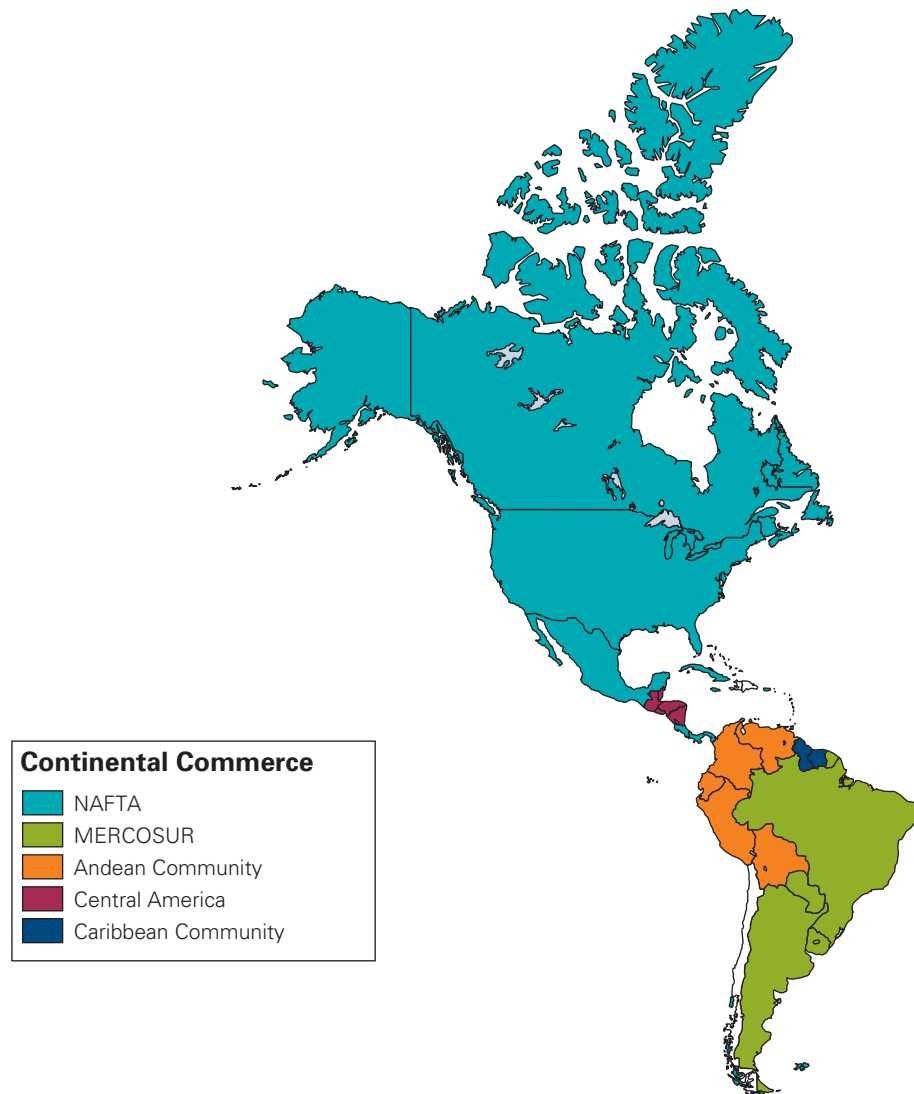 Continental Commerce
NAFTA
MERCOSUR
Andean Community
Central America
Caribbean Community